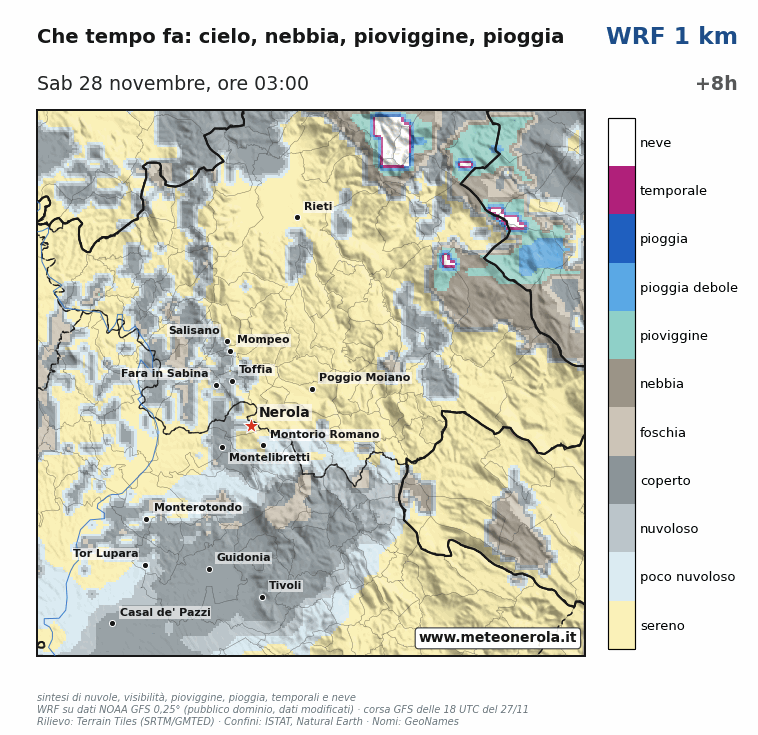 Che tempo fa: cielo, nebbia, pioviggine, pioggia
WRF 1 km
Sab 28 novembre, ore 03:00
+8h
neve
temporale
pioggia
pioggia debole
pioviggine
nebbia
foschia
coperto
nuvoloso
poco nuvoloso
sereno
Rieti
Salisano
Mompeo
Fara in Sabina
Toffia
Poggio Moiano
Nerola
Montorio Romano
Montelibretti
Monterotondo
Tor Lupara
Guidonia
Tivoli
Casal de' Pazzi
www.meteonerola.it
sintesi di nuvole, visibilità, pioviggine, pioggia, temporali e neve
WRF su dati NOAA GFS 0,25° (pubblico dominio, dati modificati) · corsa GFS delle 18 UTC del 27/11
Rilievo: Terrain Tiles (SRTM/GMTED) · Confini: ISTAT, Natural Earth · Nomi: GeoNames